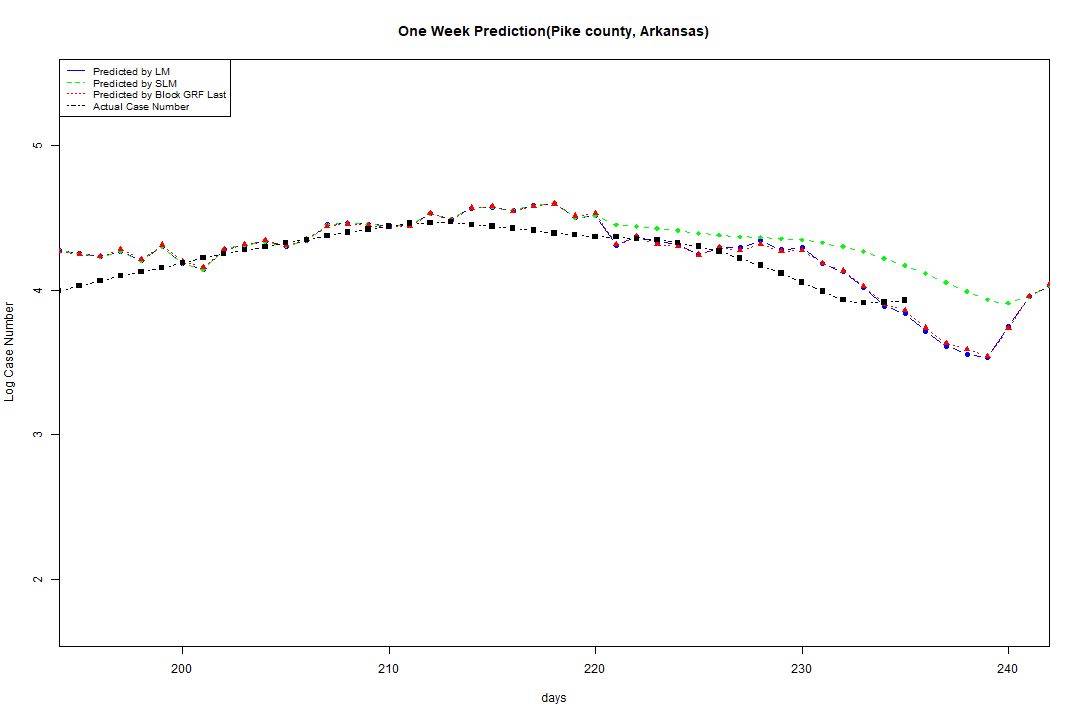 One Week Prediction(Pike county, Arkansas)
Predicted by LM
Predicted by SLM
Predicted by Block GRF Last
Actual Case Number
5
4
3
2
Log Case Number
200 210 220 230 240
days